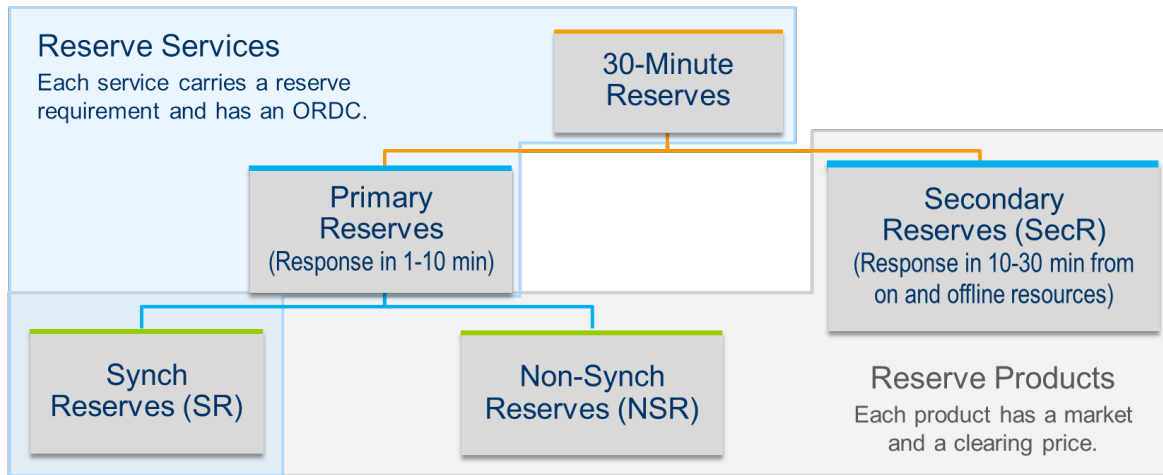 Reserve Services
Each service carries a reserve
requirement and has an ORDC.
30-Minute
Reserves
Primary
Reserves
(Response in 1-10 min)
Secondary
Reserves (SecR)
(Response in 10-30 min from
on and offline resources)
Synch
Reserves (SR)
Non-Synch
Reserves (NSR)
Reserve Products
Each product has a market
and a clearing price.